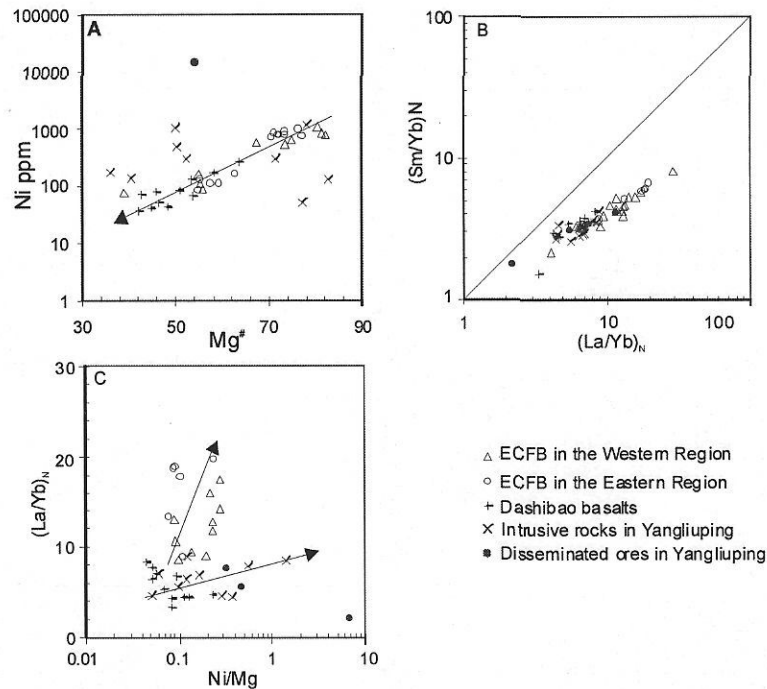 A
100000
10000
1000
100
10
1
Ni ppm
30 50 70 90
Mg#
B
100
10
1
(Sm/Yb)N
1 10 100
(La/Yb)N
C
30
20
10
0
(La/Yb)N
0.01 0.1 1 10
Ni/Mg
ECFB in the Western Region
ECFB in the Eastern Region
Dashibao basalts
Intrusive rocks in Yangliuping
Disseminated ores in Yangliuping